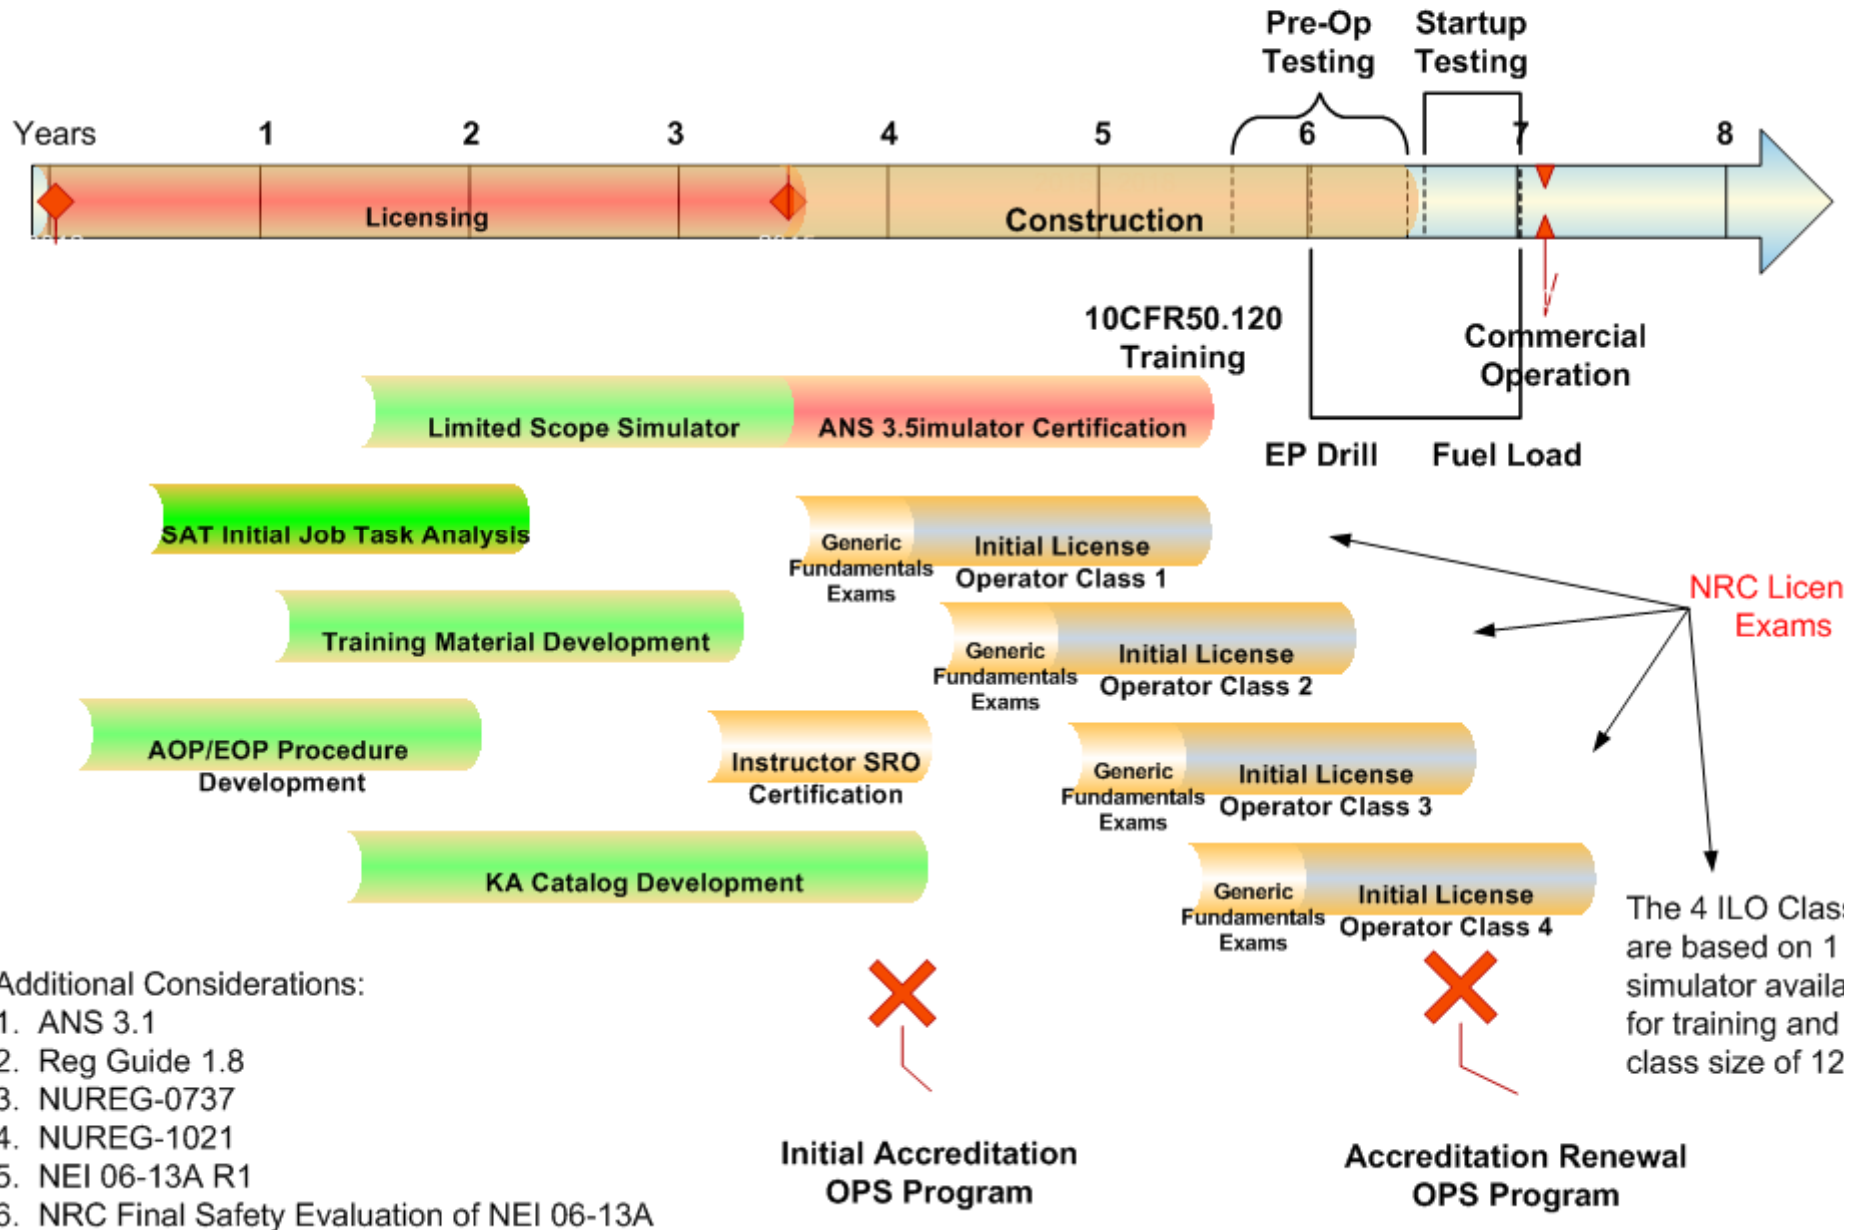 Pre-Op
Testing
Startup
Testing
Years
1
2
3
4
5
6
7
8
Licensing
Construction
10CFR50.120
Training
Commercial
Operation
Limited Scope Simulator
ANS 3.5imulator Certification
EP Drill
Fuel Load
SAT Initial Job Task Analysis
Generic
Fundamentals
Exams
Initial License
Operator Class 1
NRC Licen
Exams
Training Material Development
Generic
Fundamentals
Exams
Initial License
Operator Class 2
AOP/EOP Procedure
Development
Instructor SRO
Certification
Generic
Fundamentals
Exams
Initial License
Operator Class 3
KA Catalog Development
Generic
Fundamentals
Exams
Initial License
Operator Class 4
The 4 ILO Clas
are based on 1
simulator availa
for training and
class size of 12
Additional Considerations:
1. ANS 3.1
2. Reg Guide 1.8
3. NUREG-0737
4. NUREG-1021
5. NEI 06-13A R1
6. NRC Final Safety Evaluation of NEI 06-13A
Initial Accreditation
OPS Program
Accreditation Renewal
OPS Program